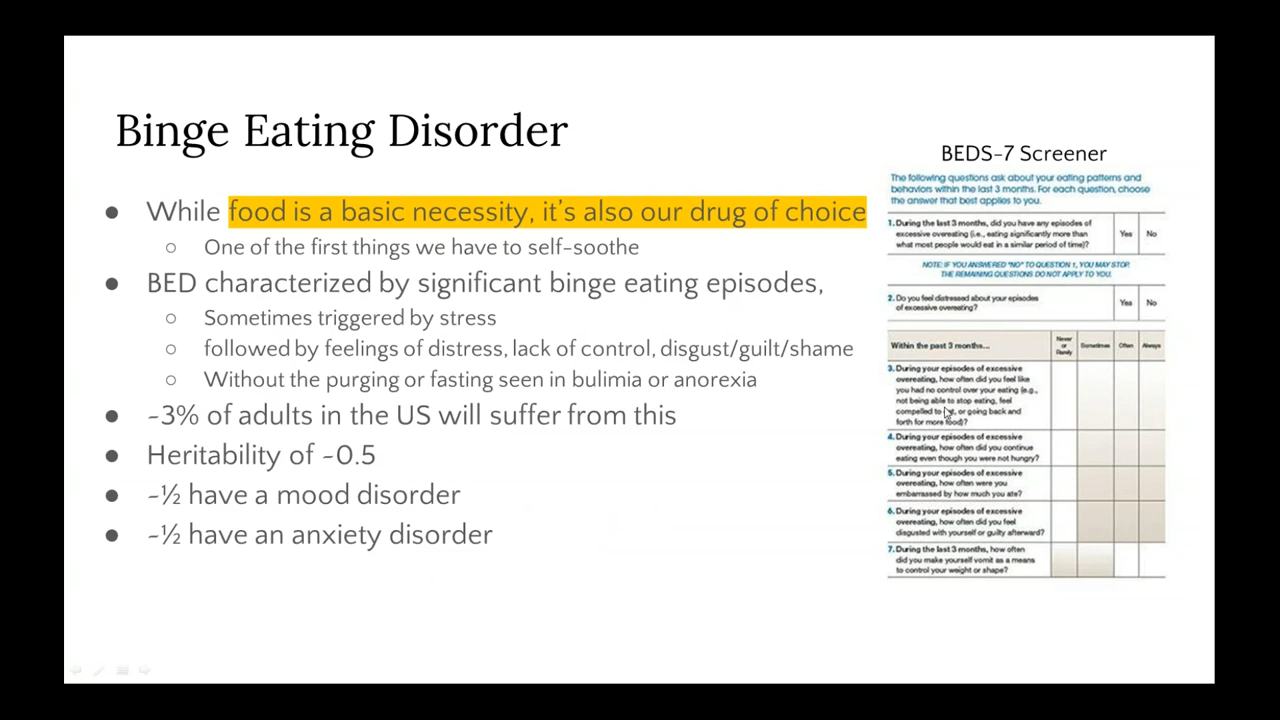 Binge Eating Disorder
● While food is a basic necessity, it's also our drug of choice
○ One of the first things we have to self-soothe
● BED characterized by significant binge eating episodes,
○ Sometimes triggered by stress
○ followed by feelings of distress, lack of control, disgust/guilt/shame
○ Without the purging or fasting seen in bulimia or anorexia
● ~3% of adults in the US will suffer from this
● Heritability of ~0.5
● ~½ have a mood disorder
● ~½ have an anxiety disorder
BEDS-7 Screener
The following questions ask about your eating patterns and
behaviors within the last 3 months. For each question, choose
the answer that best applies to you.
1. During the last 3 months, did you have any episodes of
excessive overeating (i.e., eating significantly more than
what most people would eat in a similar period of time)?
Yes No
NOTE: IF YOU ANSWERED "NO" TO QUESTION 1, YOU MAY STOP.
THE REMAINING QUESTIONS DO NOT APPLY TO YOU.
2. Do you feel distressed about your episodes
of excessive overeating?
Yes No
Within the past 3 months...
Never
or
Rarely
Sometimes Often Always
3. During your episodes of excessive
overeating, how often did you feel like
you had no control over your eating (e.g.,
not being able to stop eating, feel
compelled to or going back and
forth for more food)?
4. During your episodes of excessive
overeating, how often did you continue
eating even though you were not hungry?
5. During your episodes of excessive
overeating, how often were you
embarrassed by how much you ate?
6. During your episodes of excessive
overeating, how often did you feel
disgusted with yourself or guilty afterward?
7. During the last 3 months, how often
did you make yourself vomit as a means
to control your weight or shape?